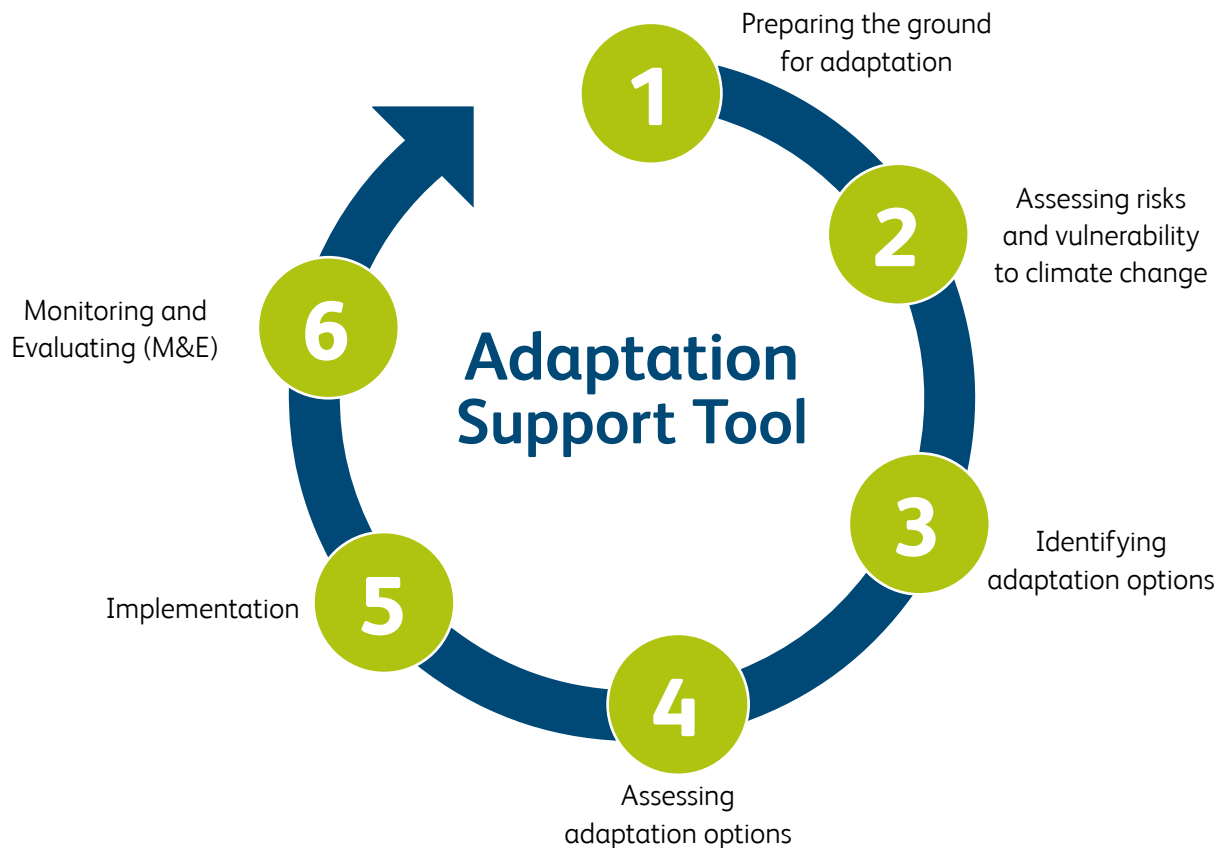 1
Preparing the ground
for adaptation
2
Assessing risks
and vulnerability
to climate change
3
Identifying
adaptation options
4
Assessing
adaptation options
5
Implementation
6
Monitoring and
Evaluating (M&E)
Adaptation
Support Tool